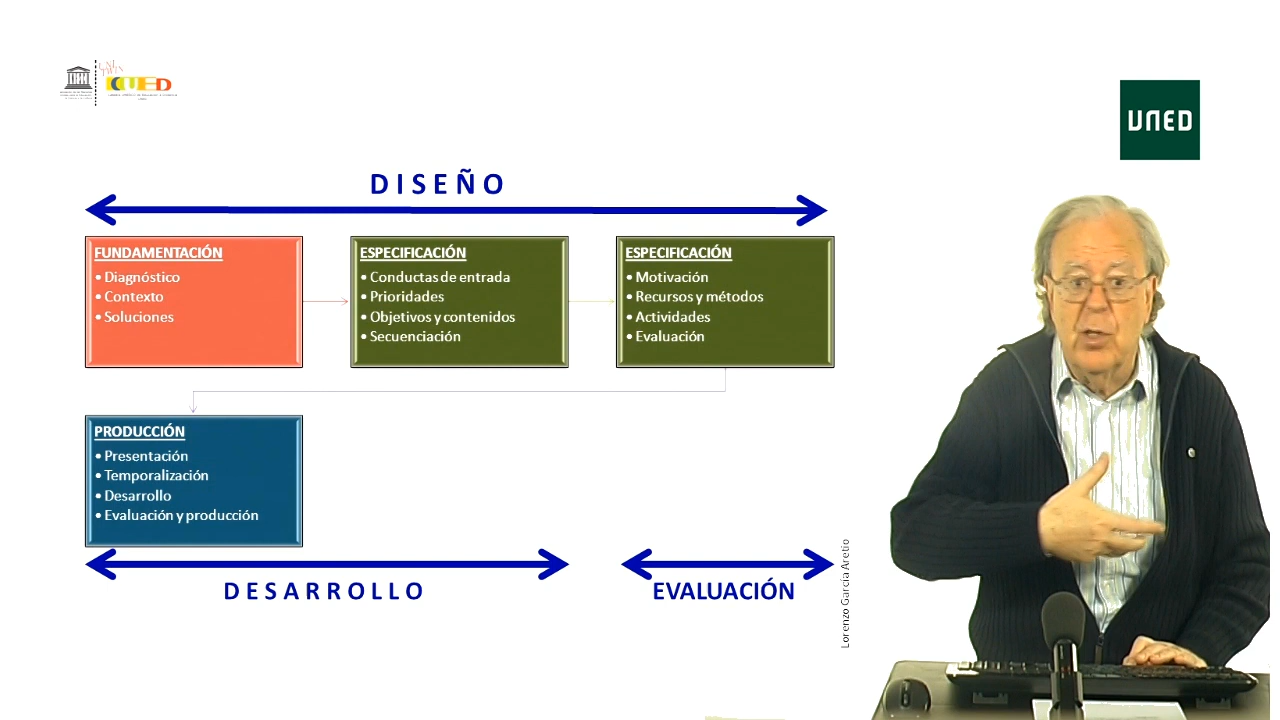 CUED
UNED
DISEÑO
FUNDAMENTACIÓN
• Diagnóstico
• Contexto
• Soluciones
ESPECIFICACIÓN
• Conductas de entrada
• Prioridades
• Objetivos y contenidos
• Secuenciación
ESPECIFICACIÓN
• Motivación
• Recursos y métodos
• Actividades
• Evaluación
PRODUCCIÓN
• Presentación
• Temporalización
• Desarrollo
• Evaluación y producción
DESARROLLO
EVALUACIÓN
Lorenzo García Aretio